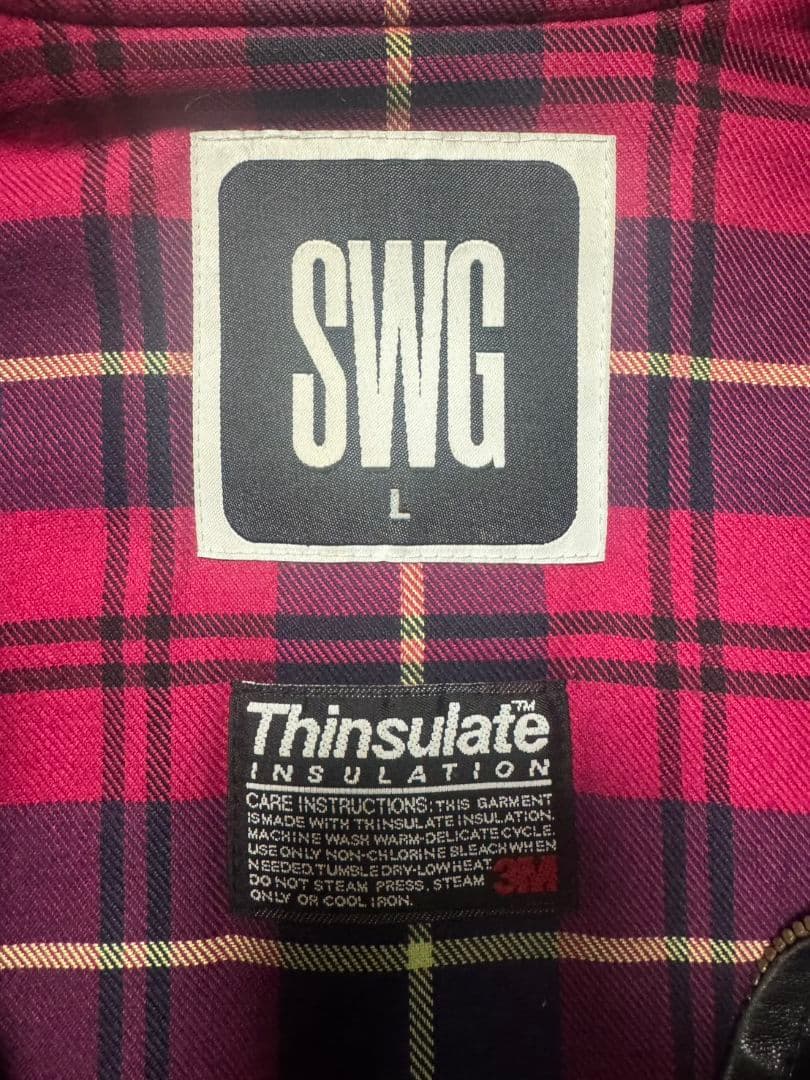 SWG
L
Thinsulate™
INSULATION
CARE INSTRUCTIONS: THIS GARMENT
IS MADE WITH THINSULATE INSULATION.
MACHINE WASH WARM-DELICATE CYCLE.
USE ONLY NON-CHLORINE BLEACH WHEN
NEEDED. TUMBLE DRY-LOW HEAT.
DO NOT STEAM PRESS. STEAM
ONLY OR COOL IRON.
3M